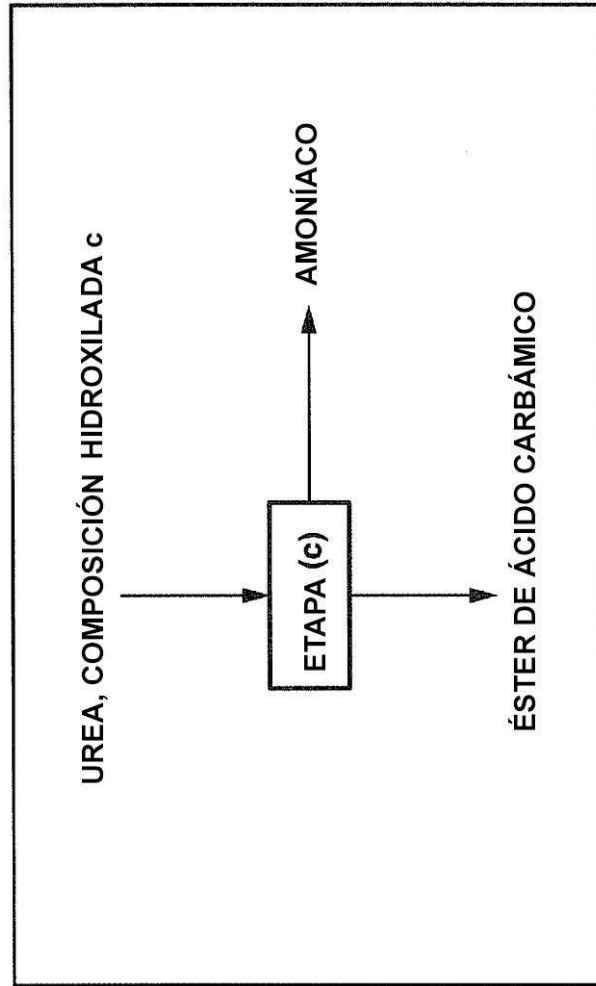 UREA, COMPOSICIÓN HIDROXILADA c
ETAPA (c)
AMONÍACO
ÉSTER DE ÁCIDO CARBÁMICO